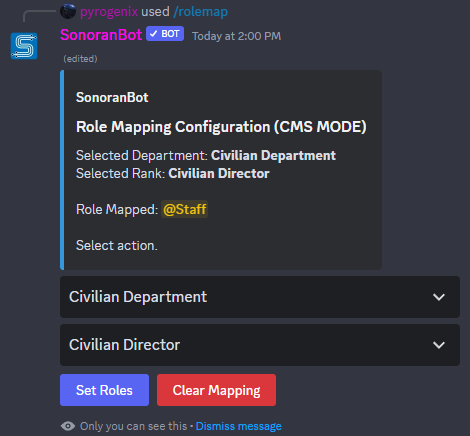 pyrogenix used /rolemap
SonoranBot ✓ BOT Today at 2:00 PM
(edited)
SonoranBot
Role Mapping Configuration (CMS MODE)
Selected Department: Civilian Department
Selected Rank: Civilian Director
Role Mapped: @Staff
Select action.
Civilian Department
Civilian Director
Set Roles Clear Mapping
Only you can see this • Dismiss message